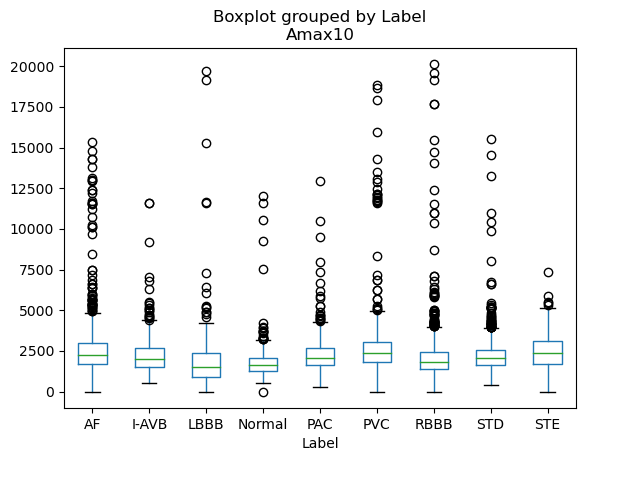 Boxplot grouped by Label
Amax10
20000
17500
15000
12500
10000
7500
5000
2500
0
AF I-AVB LBBB Normal PAC PVC RBBB STD STE
Label